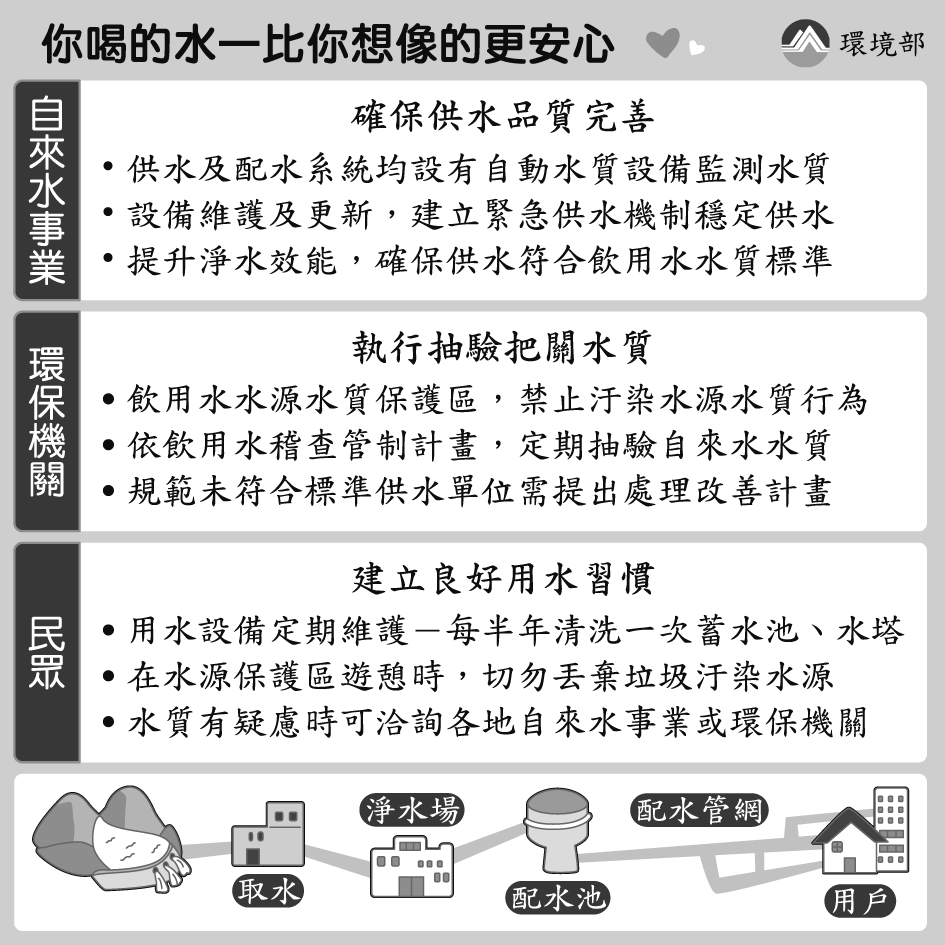 你喝的水一比你想像的更安心
環境部
自來水事業
確保供水品質完善
• 供水及配水系統均設有自動水質設備監測水質
• 設備維護及更新，建立緊急供水機制穩定供水
• 提升淨水效能，確保供水符合飲用水水質標準
環保機關
執行抽驗把關水質
• 飲用水水源水質保護區，禁止汙染水源水質行為
• 依飲用水稽查管制計畫，定期抽驗自來水水質
• 規範未符合標準供水單位需提出處理改善計畫
民眾
建立良好用水習慣
• 用水設備定期維護－每半年清洗一次蓄水池、水塔
• 在水源保護區遊憩時，切勿丟棄垃圾汙染水源
• 水質有疑慮時可洽詢各地自來水事業或環保機關
取水
淨水場
配水池
配水管網
用戶